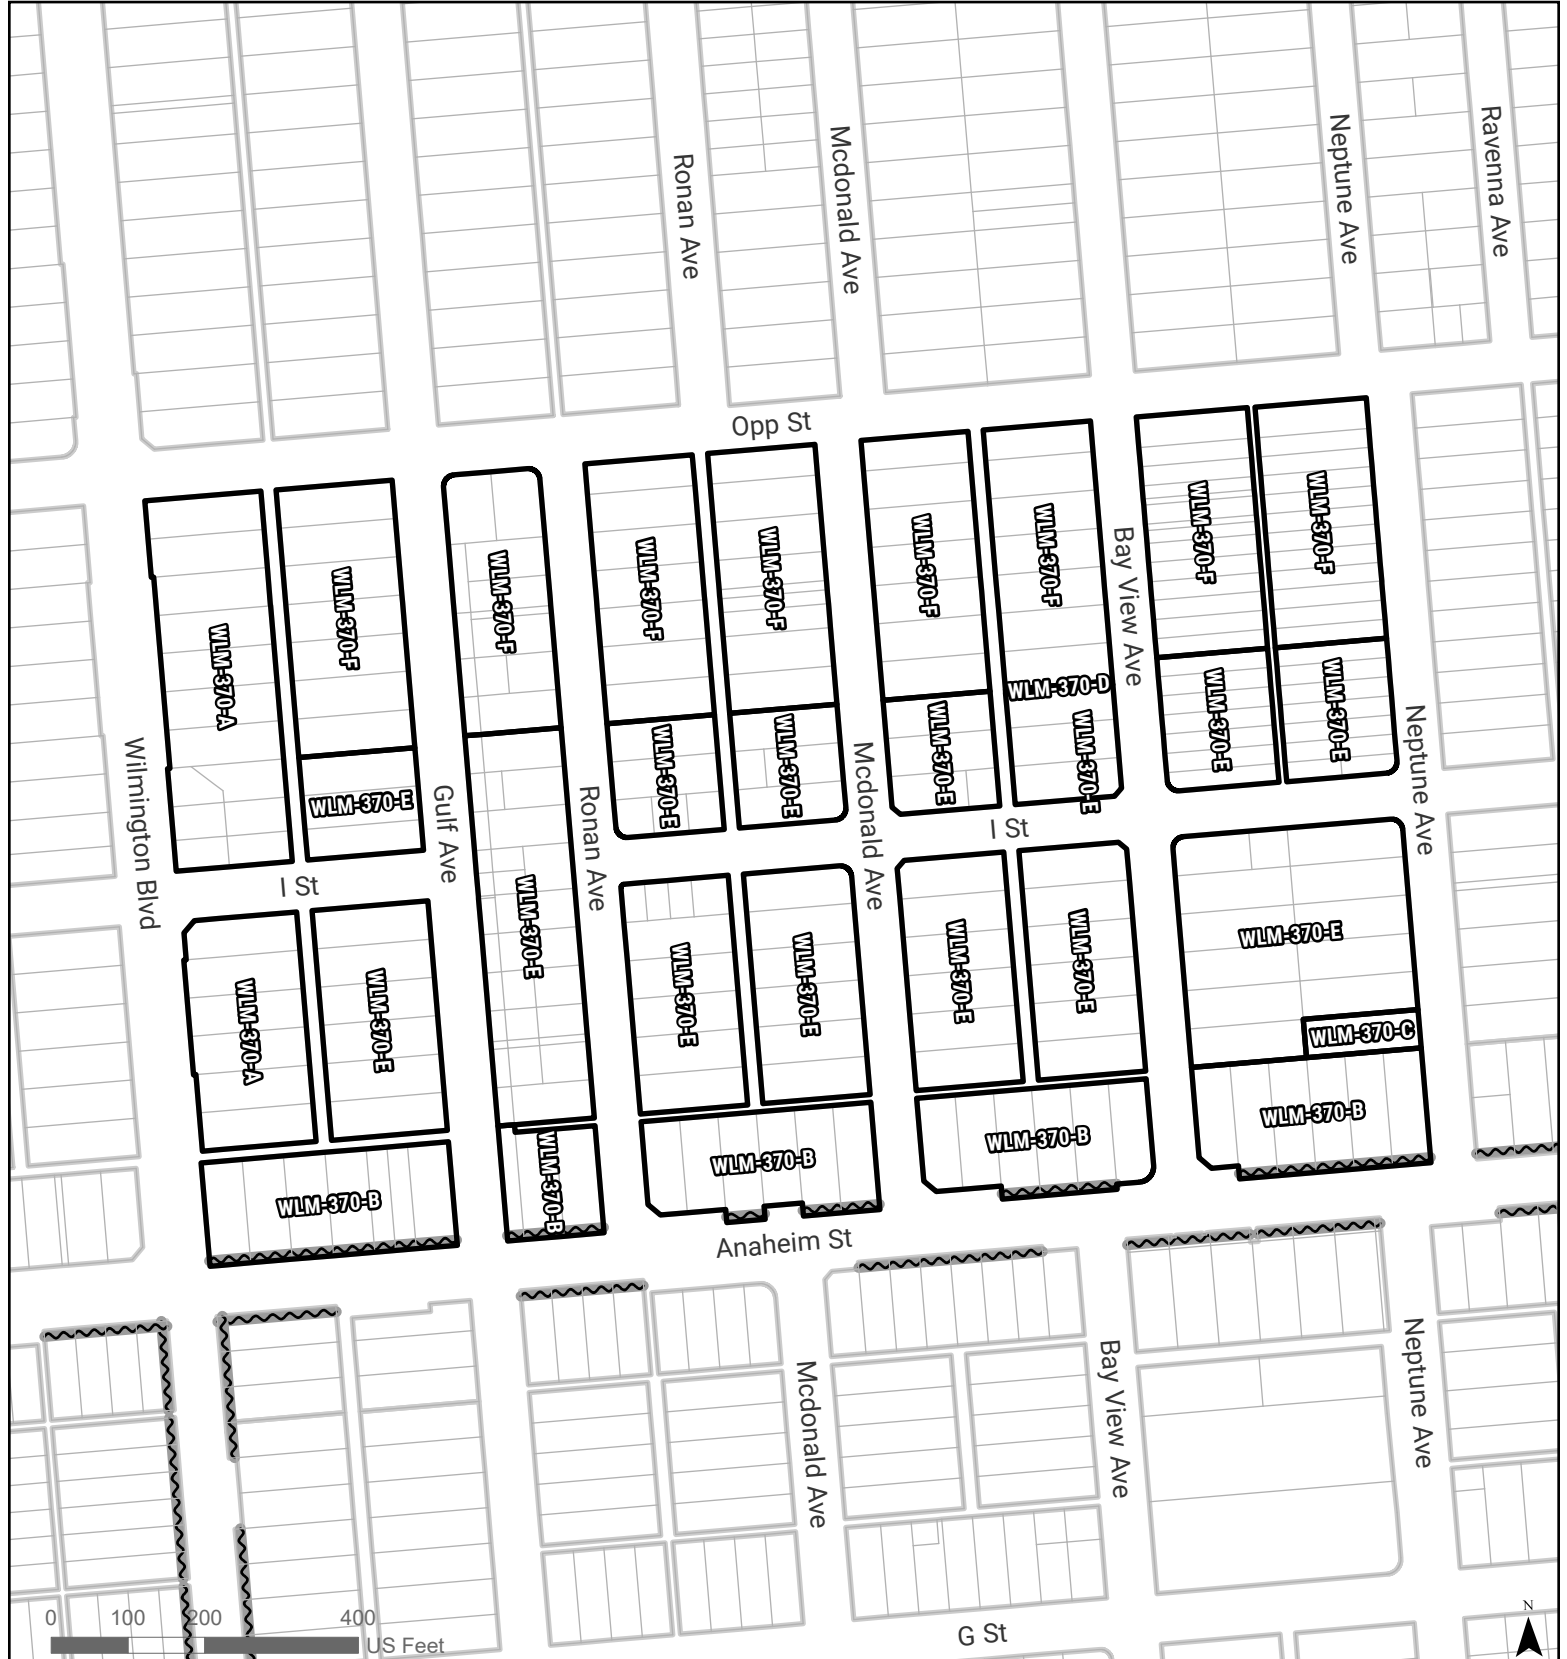 Ronan Ave
Mcdonald Ave
Neptune Ave
Ravenna Ave
Opp St
WLM-370-A
WLM-370-F
WLM-370-F
WLM-370-F
WLM-370-F
WLM-370-F
WLM-370-F
Bay View Ave
WLM-370-F
WLM-370-F
WLM-370-D
WLM-370-E
WLM-370-E
WLM-370-E
WLM-370-E
WLM-370-E
WLM-370-E
WLM-370-E
Wilmington Blvd
Gulf Ave
Ronan Ave
Mcdonald Ave
Neptune Ave
I St
I St
WLM-370-A
WLM-370-E
WLM-370-E
WLM-370-E
WLM-370-E
WLM-370-E
WLM-370-E
WLM-370-E
WLM-370-C
WLM-370-B
WLM-370-B
WLM-370-B
WLM-370-B
WLM-370-B
Anaheim St
Mcdonald Ave
Bay View Ave
Neptune Ave
G St
0 100 200 400
US Feet
N